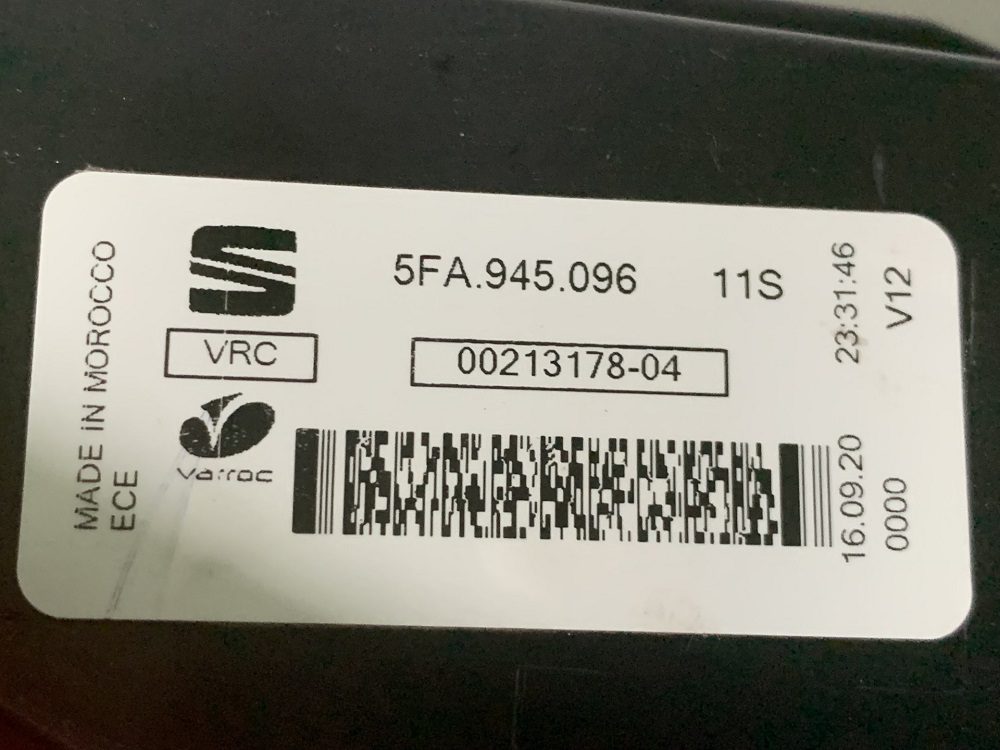 MADE IN MOROCCO
ECE
VRC
Varroc
5FA.945.096 11S
00213178-04
23:31:46
V12
16.09.20
0000